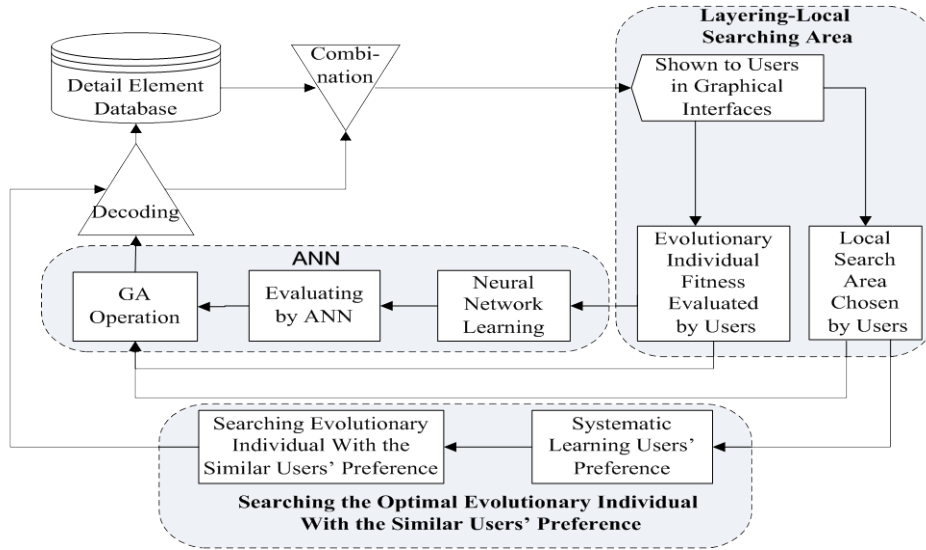 Layering-Local
Searching Area
Combi-
nation
Detail Element
Database
Shown to Users
in Graphical
Interfaces
Decoding
ANN
GA
Operation
Evaluating
by ANN
Neural
Network
Learning
Evolutionary
Individual
Fitness
Evaluated
by Users
Local
Search
Area
Chosen
by Users
Searching Evolutionary
Individual With the
Similar Users’ Preference
Systematic
Learning Users’
Preference
Searching the Optimal Evolutionary Individual
With the Similar Users’ Preference